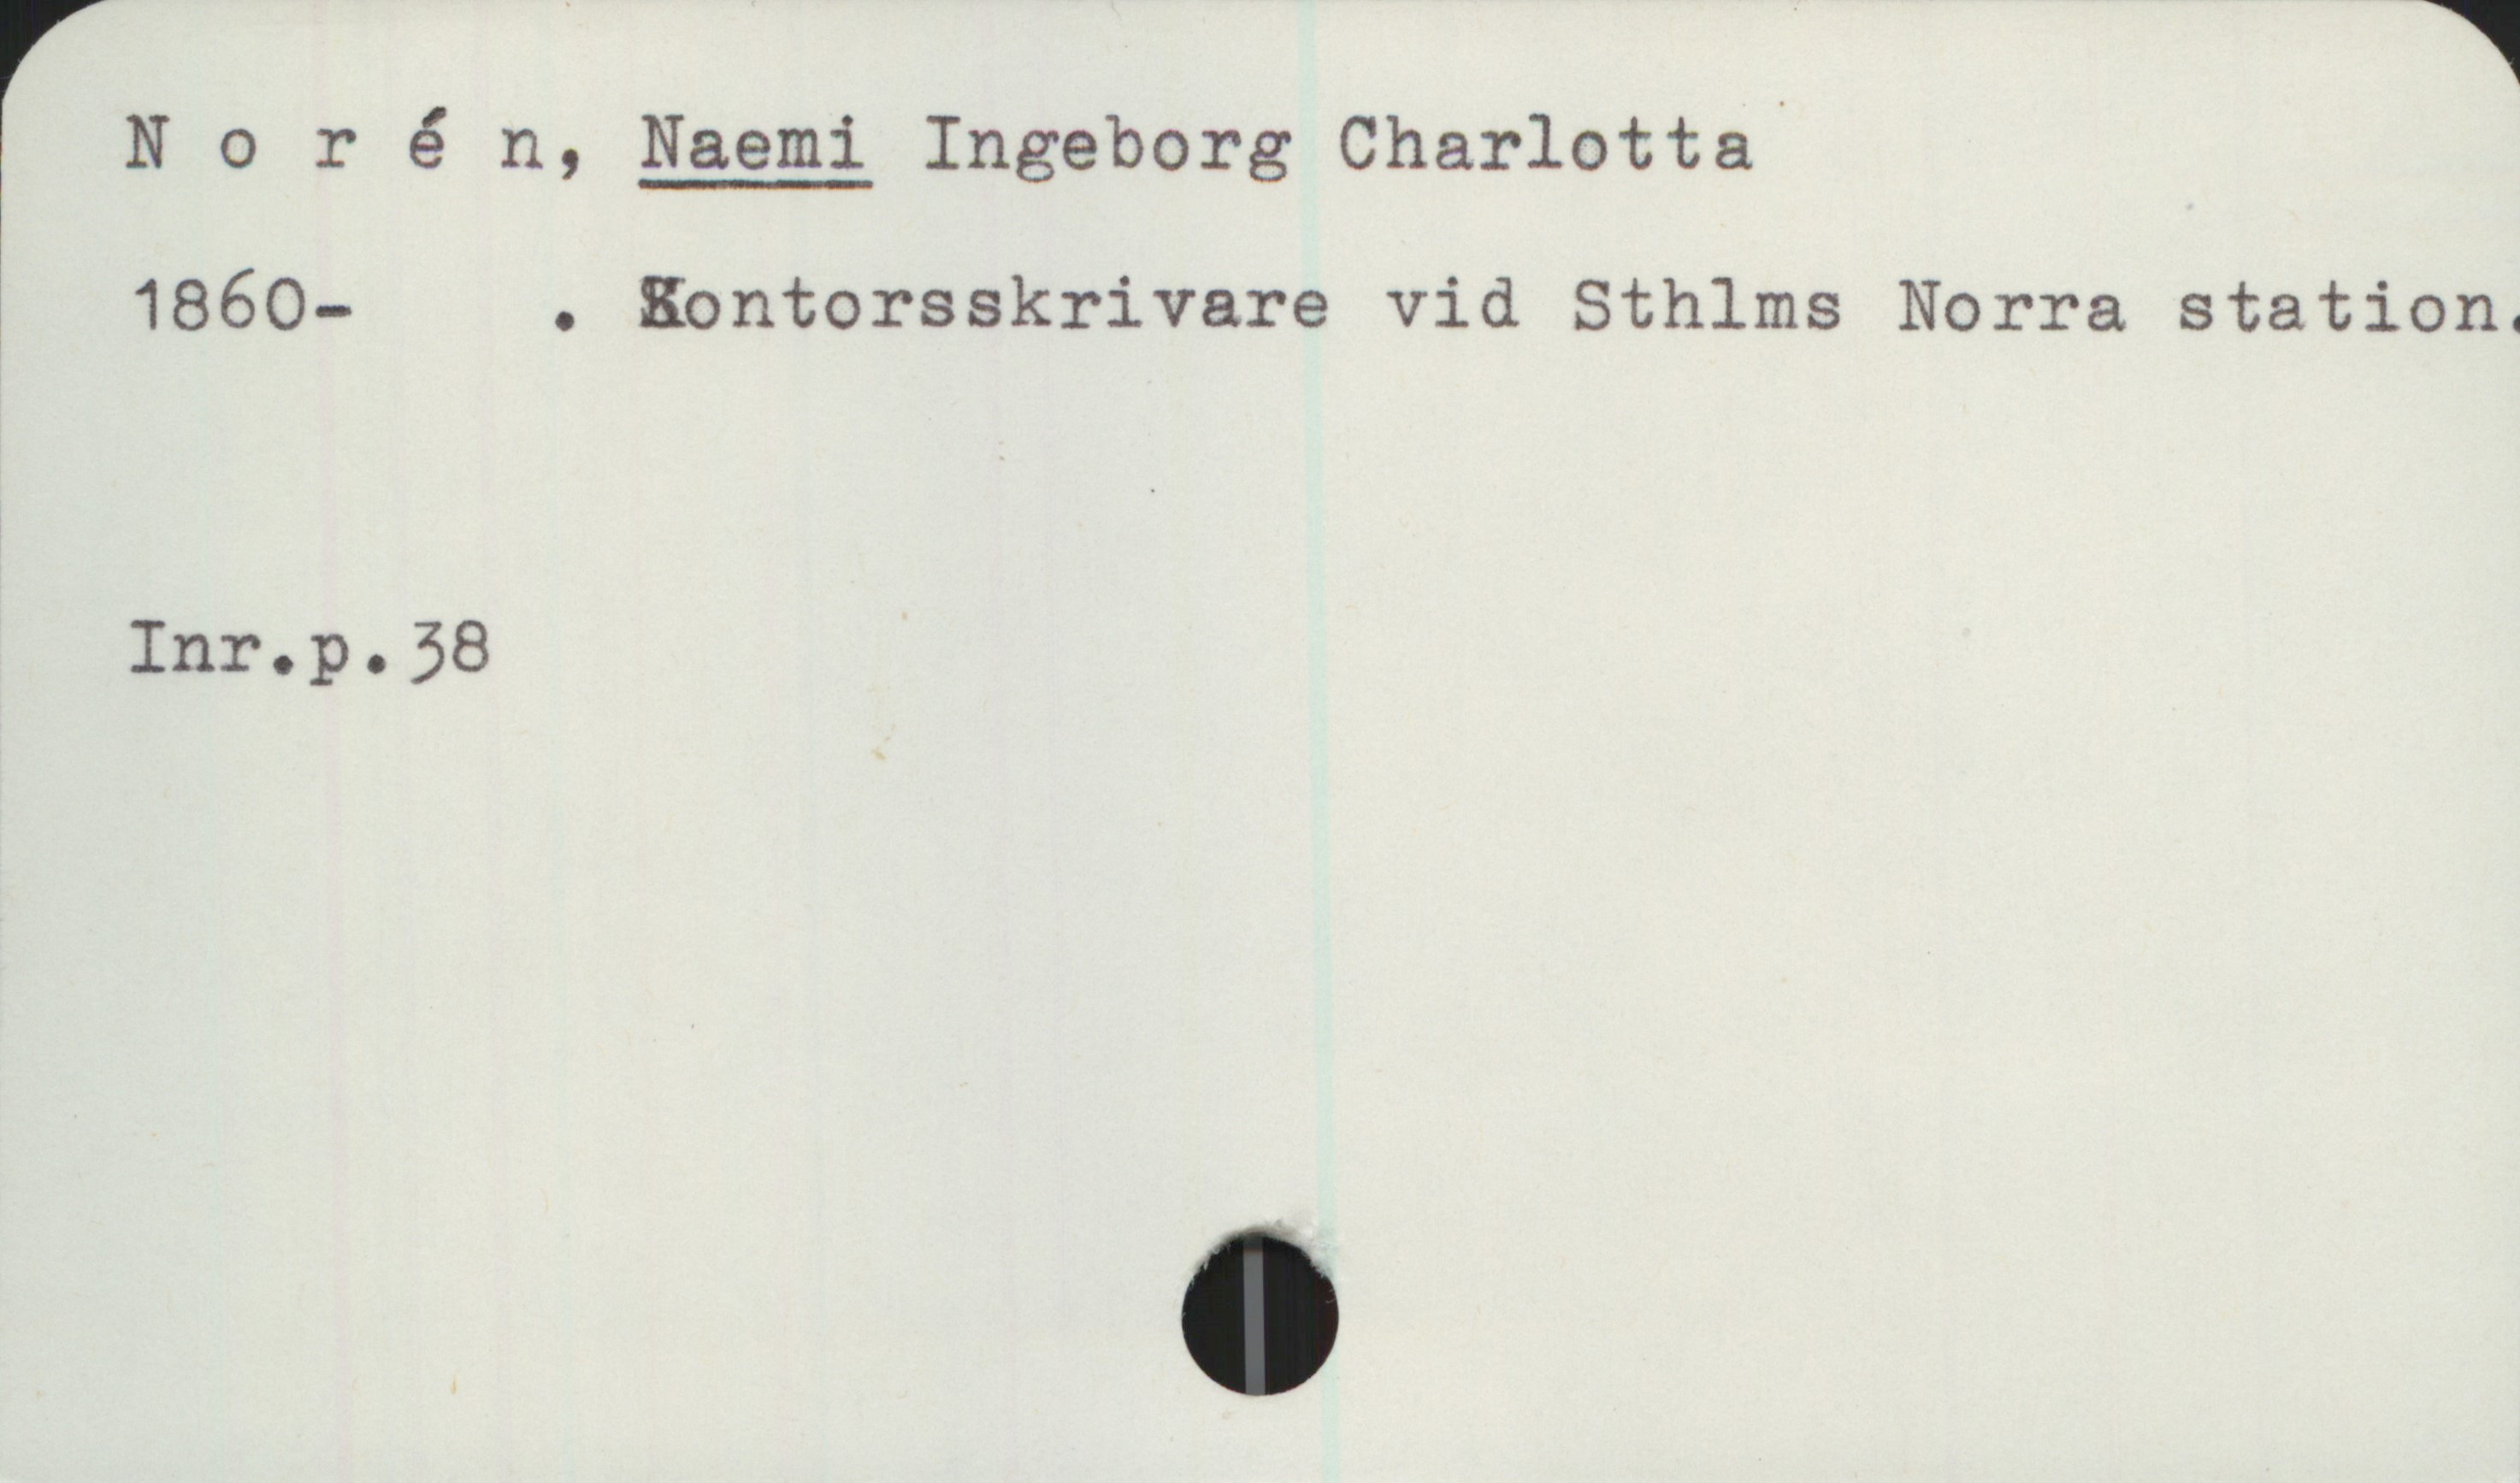 N o r é n, Naemi Ingeborg Charlotta
1860- . Kontorsskrivare vid Sthlms Norra station.
Inr.p.38